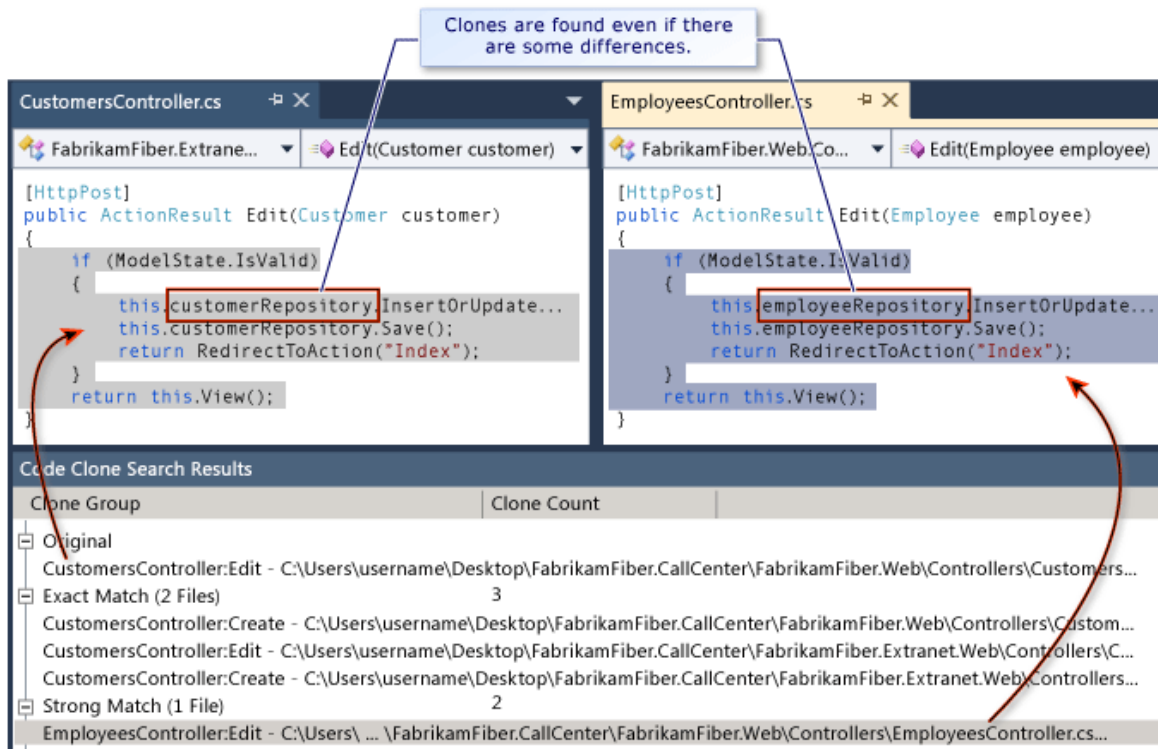 Clones are found even if there
are some differences.
CustomersController.cs
EmployeesController.cs
FabrikamFiber.Extrane...
Edit(Customer customer)
FabrikamFiber.Web.Co...
Edit(Employee employee)
[HttpPost]
public ActionResult Edit(Customer customer)
{
if (ModelState.IsValid)
{
this.customerRepository.InsertOrUpdate...
this.customerRepository.Save();
return RedirectToAction("Index");
}
return this.View();
}
[HttpPost]
public ActionResult Edit(Employee employee)
{
if (ModelState.IsValid)
{
this.employeeRepository.InsertOrUpdate...
this.employeeRepository.Save();
return RedirectToAction("Index");
}
return this.View();
}
Code Clone Search Results
Clone Group Clone Count
Original
CustomersController:Edit - C:\Users\username\Desktop\FabrikamFiber.CallCenter\FabrikamFiber.Web\Controllers\Customers...
Exact Match (2 Files) 3
CustomersController:Create - C:\Users\username\Desktop\FabrikamFiber.CallCenter\FabrikamFiber.Web\Controllers\Custom...
CustomersController:Edit - C:\Users\username\Desktop\FabrikamFiber.CallCenter\FabrikamFiber.Extranet.Web\Controllers\C...
CustomersController:Create - C:\Users\username\Desktop\FabrikamFiber.CallCenter\FabrikamFiber.Extranet.Web\Controllers...
Strong Match (1 File) 2
EmployeesController:Edit - C:\Users\ ... \FabrikamFiber.CallCenter\FabrikamFiber.Web\Controllers\EmployeesController.cs...